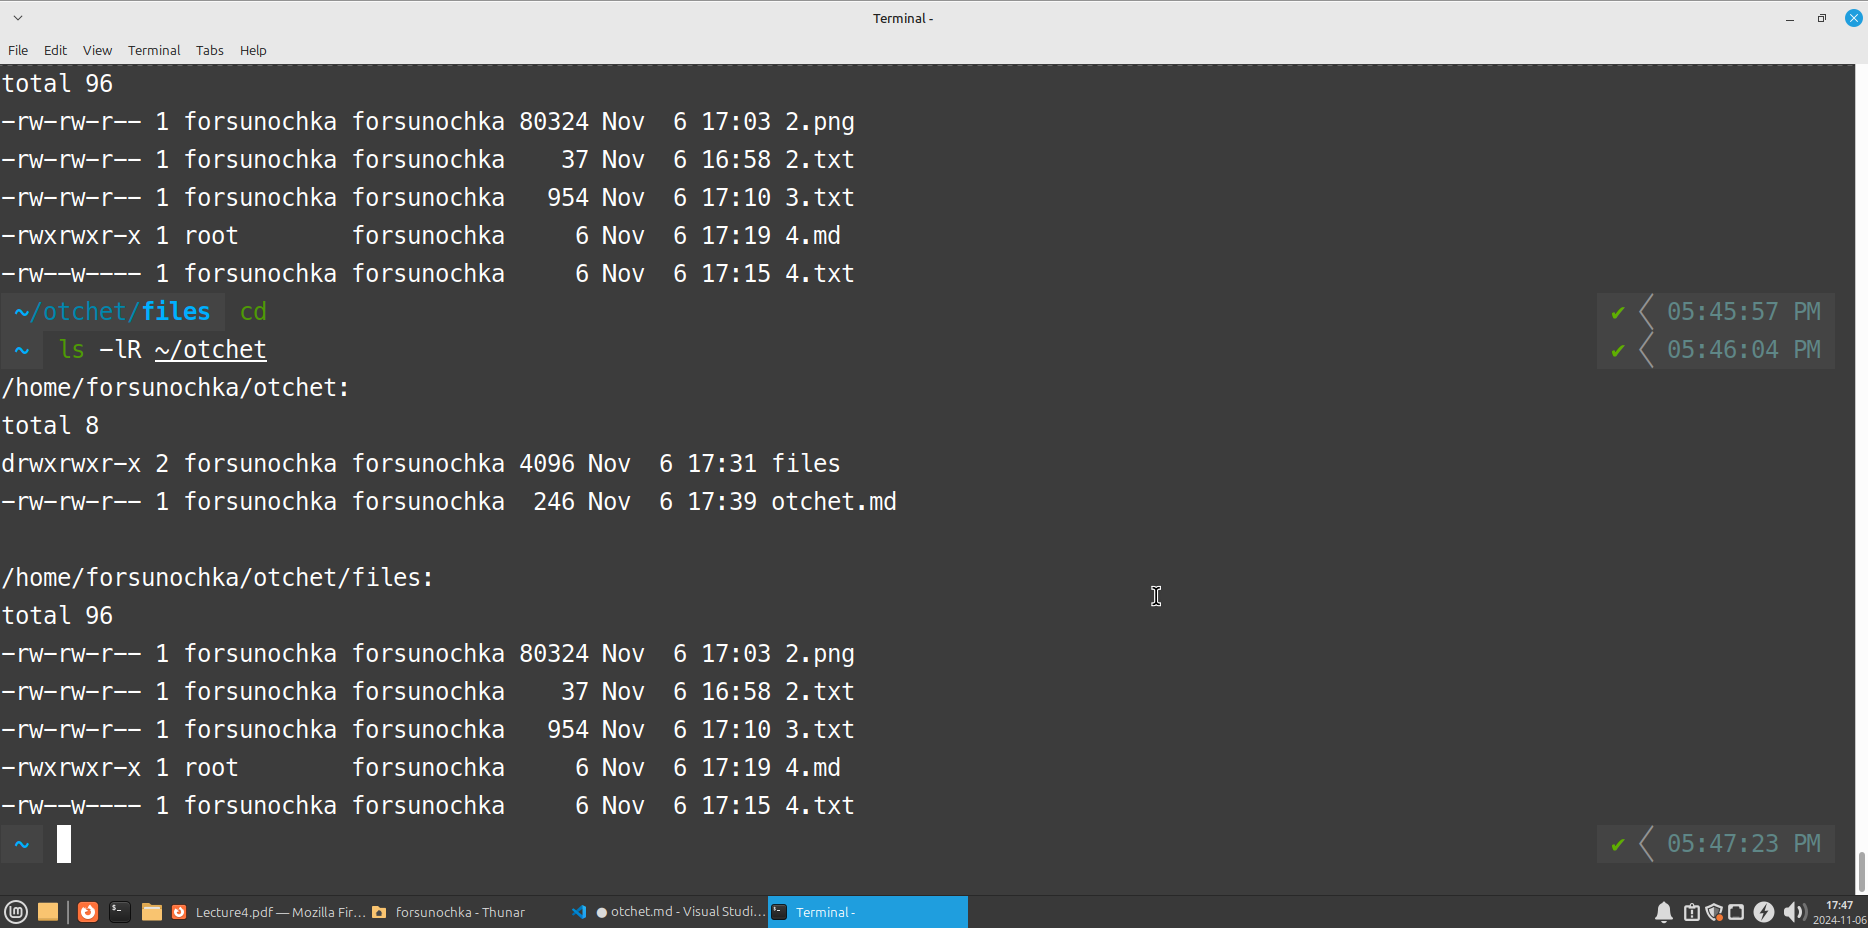 Terminal -
File Edit View Terminal Tabs Help
total 96
-rw-rw-r-- 1 forsunochka forsunochka 80324 Nov  6 17:03 2.png
-rw-rw-r-- 1 forsunochka forsunochka    37 Nov  6 16:58 2.txt
-rw-rw-r-- 1 forsunochka forsunochka   954 Nov  6 17:10 3.txt
-rwxrwxr-x 1 root        forsunochka     6 Nov  6 17:19 4.md
-rw--w---- 1 forsunochka forsunochka     6 Nov  6 17:15 4.txt
~/otchet/files cd ✔ 05:45:57 PM
~ ls -lR ~/otchet ✔ 05:46:04 PM
/home/forsunochka/otchet:
total 8
drwxrwxr-x 2 forsunochka forsunochka 4096 Nov  6 17:31 files
-rw-rw-r-- 1 forsunochka forsunochka  246 Nov  6 17:39 otchet.md
/home/forsunochka/otchet/files:
total 96
-rw-rw-r-- 1 forsunochka forsunochka 80324 Nov  6 17:03 2.png
-rw-rw-r-- 1 forsunochka forsunochka    37 Nov  6 16:58 2.txt
-rw-rw-r-- 1 forsunochka forsunochka   954 Nov  6 17:10 3.txt
-rwxrwxr-x 1 root        forsunochka     6 Nov  6 17:19 4.md
-rw--w---- 1 forsunochka forsunochka     6 Nov  6 17:15 4.txt
~ ✔ 05:47:23 PM
Lecture4.pdf — Mozilla Fir... forsunochka - Thunar ● otchet.md - Visual Studi... Terminal - 17:47
2024-11-06